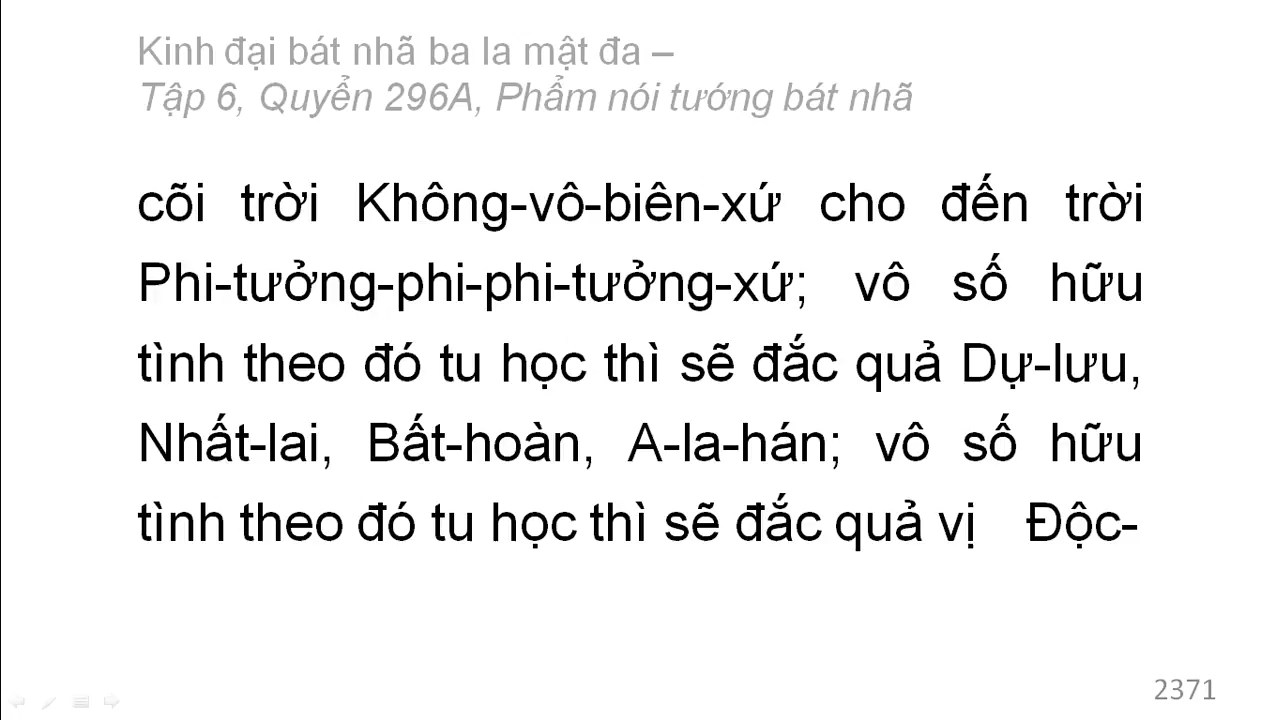 Kinh đại bát nhã ba la mật đa –
Tập 6, Quyển 296A, Phẩm nói tướng bát nhã
cõi trời Không-vô-biên-xứ cho đến trời
Phi-tưởng-phi-phi-tưởng-xứ; vô số hữu
tình theo đó tu học thì sẽ đắc quả Dự-lưu,
Nhất-lai, Bất-hoàn, A-la-hán; vô số hữu
tình theo đó tu học thì sẽ đắc quả vị Độc-
2371